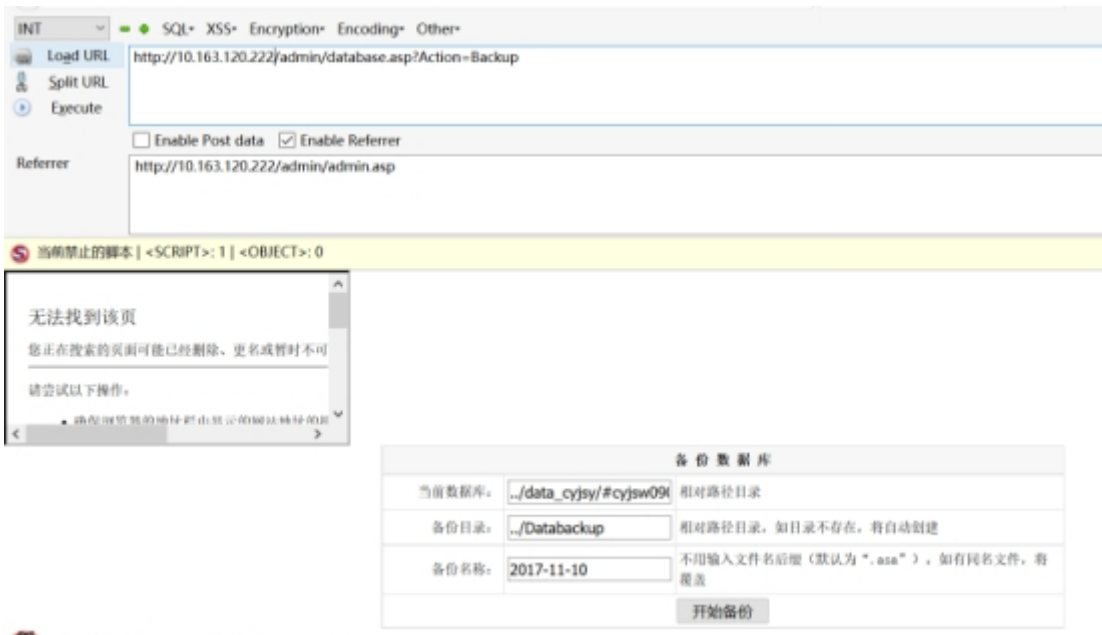 INT SQL- XSS- Encryption- Encoding- Other-
Load URL http://10.163.120.222/admin/database.asp?Action=Backup
Split URL
Execute
Enable Post data Enable Referrer
Referrer http://10.163.120.222/admin/admin.asp
当前禁止的脚本 | <SCRIPT>: 1 | <OBJECT>: 0
无法找到该页
您正在搜索的页面可能已经删除、更名或暂时不可
请尝试以下操作:
备 份 数 据 库
当前数据库: ../data_cyjsy/#cyjsw09 相对路径目录
备份目录: ../Databackup 相对路径目录,如目录不存在,将自动创建
备份名称: 2017-11-10 不用输入文件名后缀(默认为“.asa”),如有同名文件,将
覆盖
开始备份